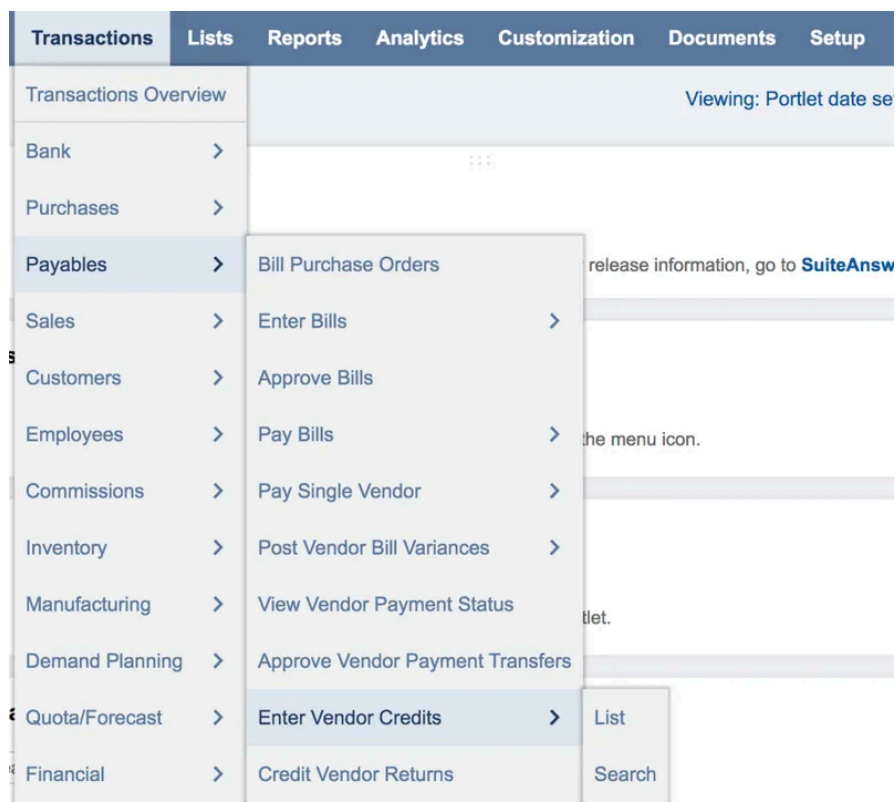 Transactions Lists Reports Analytics Customization Documents Setup
Transactions Overview
Viewing: Portlet date
Bank
Purchases
Payables
Bill Purchase Orders
release information, go to
Sales
Enter Bills
Customers
Approve Bills
Employees
Pay Bills
the menu icon.
Commissions
Pay Single Vendor
Inventory
Post Vendor Bill Variances
Manufacturing
View Vendor Payment Status
Demand Planning
Approve Vendor Payment Transfers
Quota/Forecast
Enter Vendor Credits
List
Financial
Credit Vendor Returns
Search